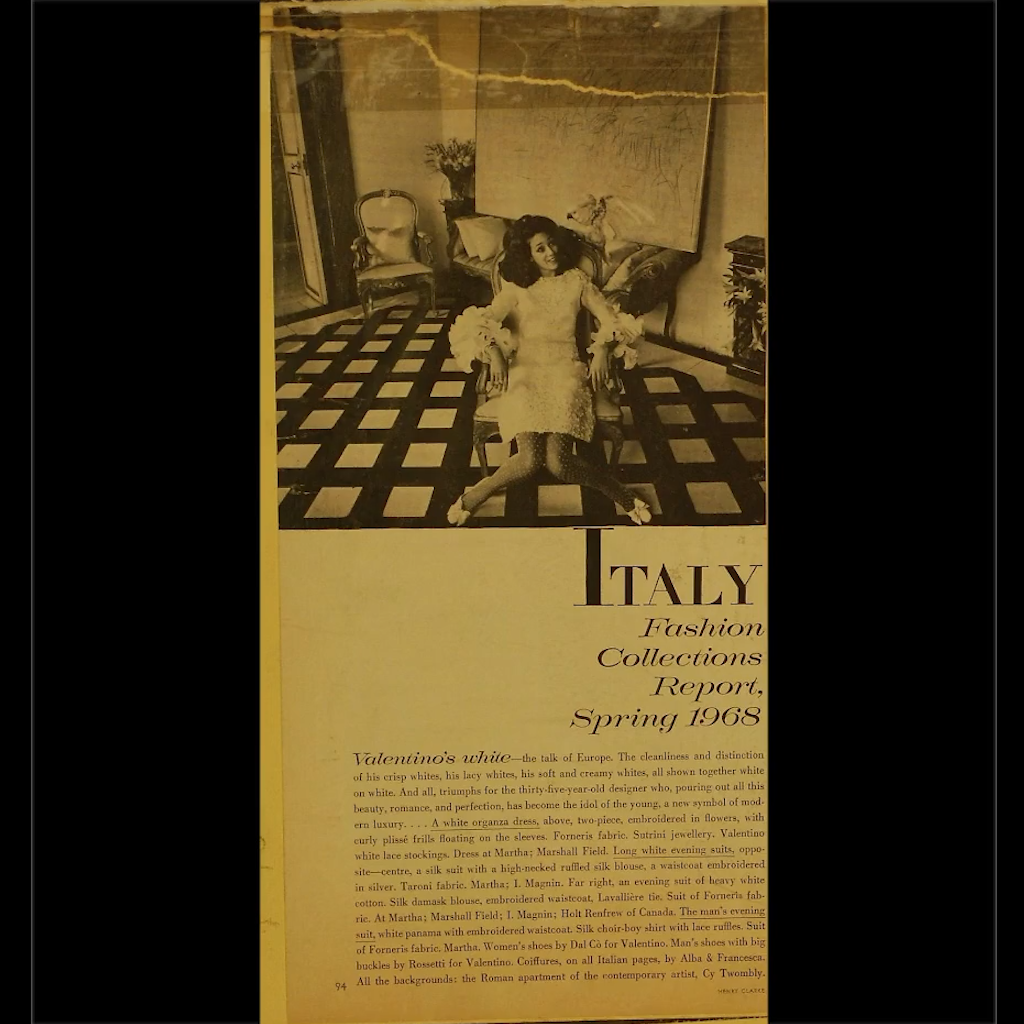 ITALY
Fashion
Collections
Report,
Spring 1968
Valentino's white—the talk of Europe. The cleanliness and distinction
of his crisp whites, his lacy whites, his soft and creamy whites, all shown together white
on white. And all, triumphs for the thirty-five-year-old designer who, pouring out all this
beauty, romance, and perfection, has become the idol of the young, a new symbol of mod-
ern luxury. . . . A white organza dress, above, two-piece, embroidered in flowers, with
curly plissé frills floating on the sleeves. Forneris fabric. Sutrini jewellery. Valentino
white lace stockings. Dress at Martha; Marshall Field. Long white evening suits, oppo-
site—centre, a silk suit with a high-necked ruffled silk blouse, a waistcoat embroidered
in silver. Taroni fabric. Martha; I. Magnin. Far right, an evening suit of heavy white
cotton. Silk damask blouse, embroidered waistcoat, Lavallière tie. Suit of Forneris fab-
ric. At Martha; Marshall Field; I. Magnin; Holt Renfrew of Canada. The man's evening
suit, white panama with embroidered waistcoat. Silk choir-boy shirt with lace ruffles. Suit
of Forneris fabric. Martha. Women's shoes by Dal Cò for Valentino. Man's shoes with big
buckles by Rossetti for Valentino. Coiffures, on all Italian pages, by Alba & Francesca.
All the backgrounds: the Roman apartment of the contemporary artist, Cy Twombly.
94
HENRY CLARKE